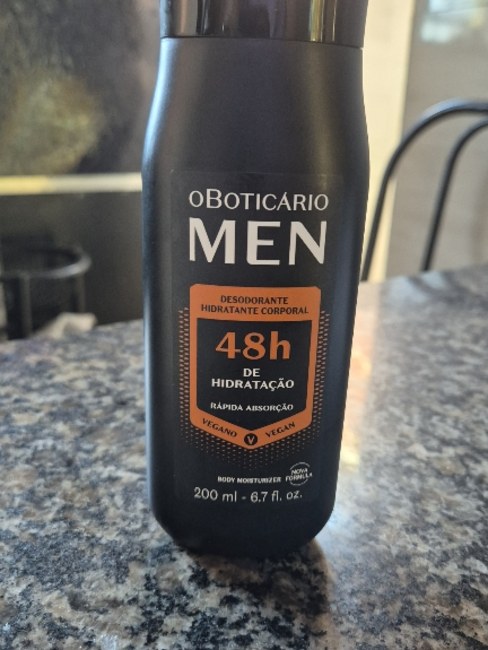 oBoticário
MEN
DESODORANTE
HIDRATANTE CORPORAL
48h
DE
HIDRATAÇÃO
RÁPIDA ABSORÇÃO
VEGANO V VEGAN
NOVA
FÓRMULA
BODY MOISTURIZER
200 ml - 6.7 fl. oz.